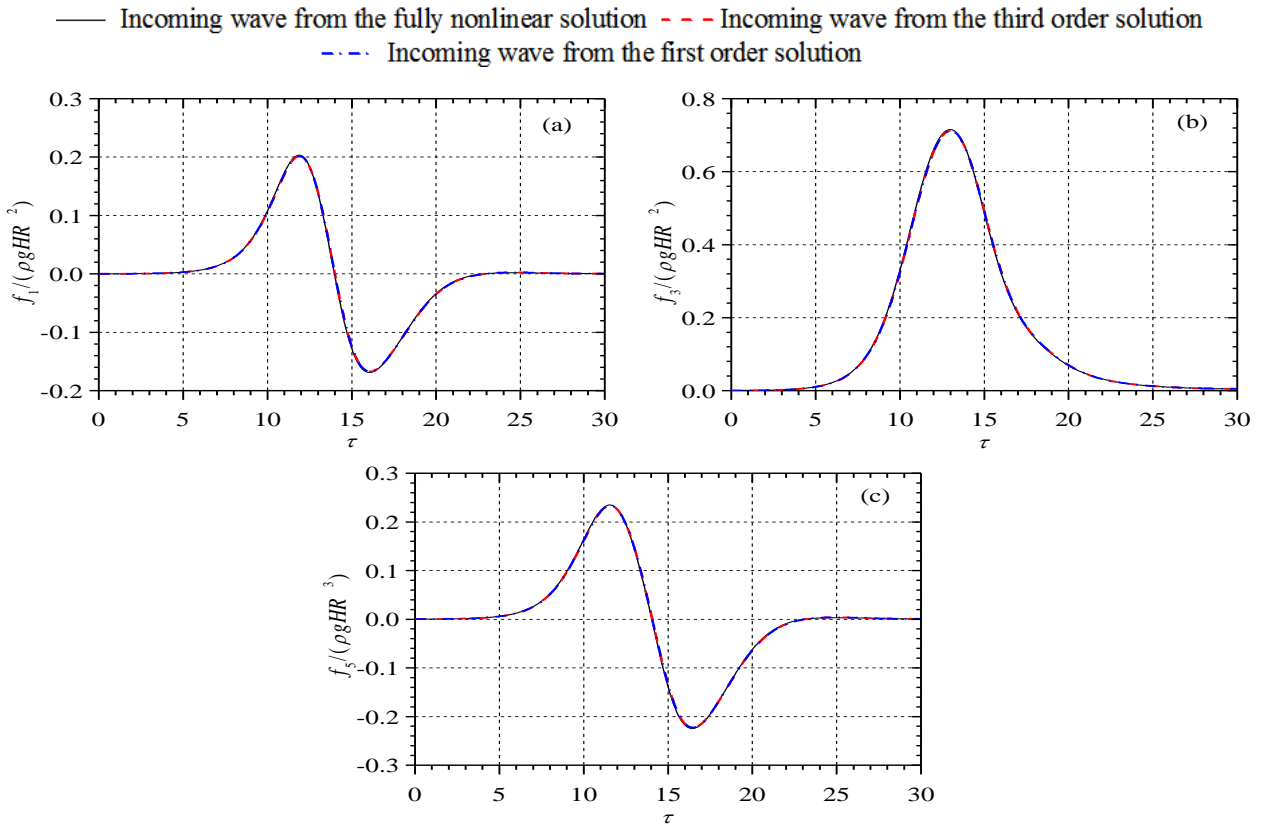 Incoming wave from the fully nonlinear solution Incoming wave from the third order solution
Incoming wave from the first order solution
(a)
0.3
0.2
0.1
0.0
-0.1
-0.2
f₁/(ρgHR²)
0 5 10 15 20 25 30
τ
(b)
0.8
0.6
0.4
0.2
0.0
f₃/(ρgHR²)
0 5 10 15 20 25 30
τ
(c)
0.3
0.2
0.1
0.0
-0.1
-0.2
-0.3
f₅/(ρgHR³)
0 5 10 15 20 25 30
τ